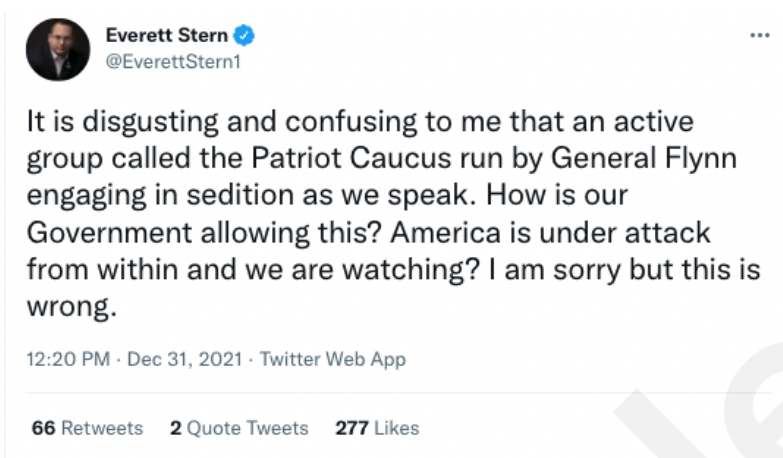 Everett Stern
@EverettStern1
It is disgusting and confusing to me that an active
group called the Patriot Caucus run by General Flynn
engaging in sedition as we speak. How is our
Government allowing this? America is under attack
from within and we are watching? I am sorry but this is
wrong.
12:20 PM · Dec 31, 2021 · Twitter Web App
66 Retweets 2 Quote Tweets 277 Likes